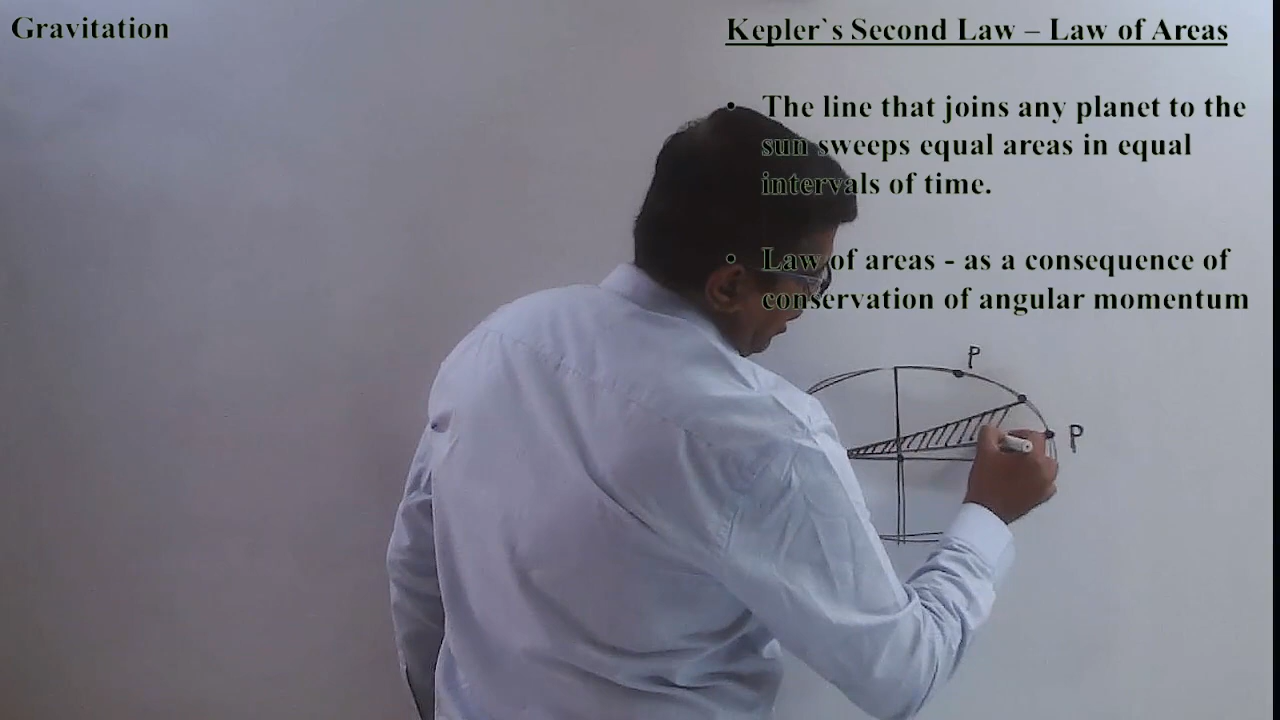 Gravitation
Kepler`s Second Law – Law of Areas
• The line that joins any planet to the
sun sweeps equal areas in equal
intervals of time.
• Law of areas - as a consequence of
conservation of angular momentum
P
P